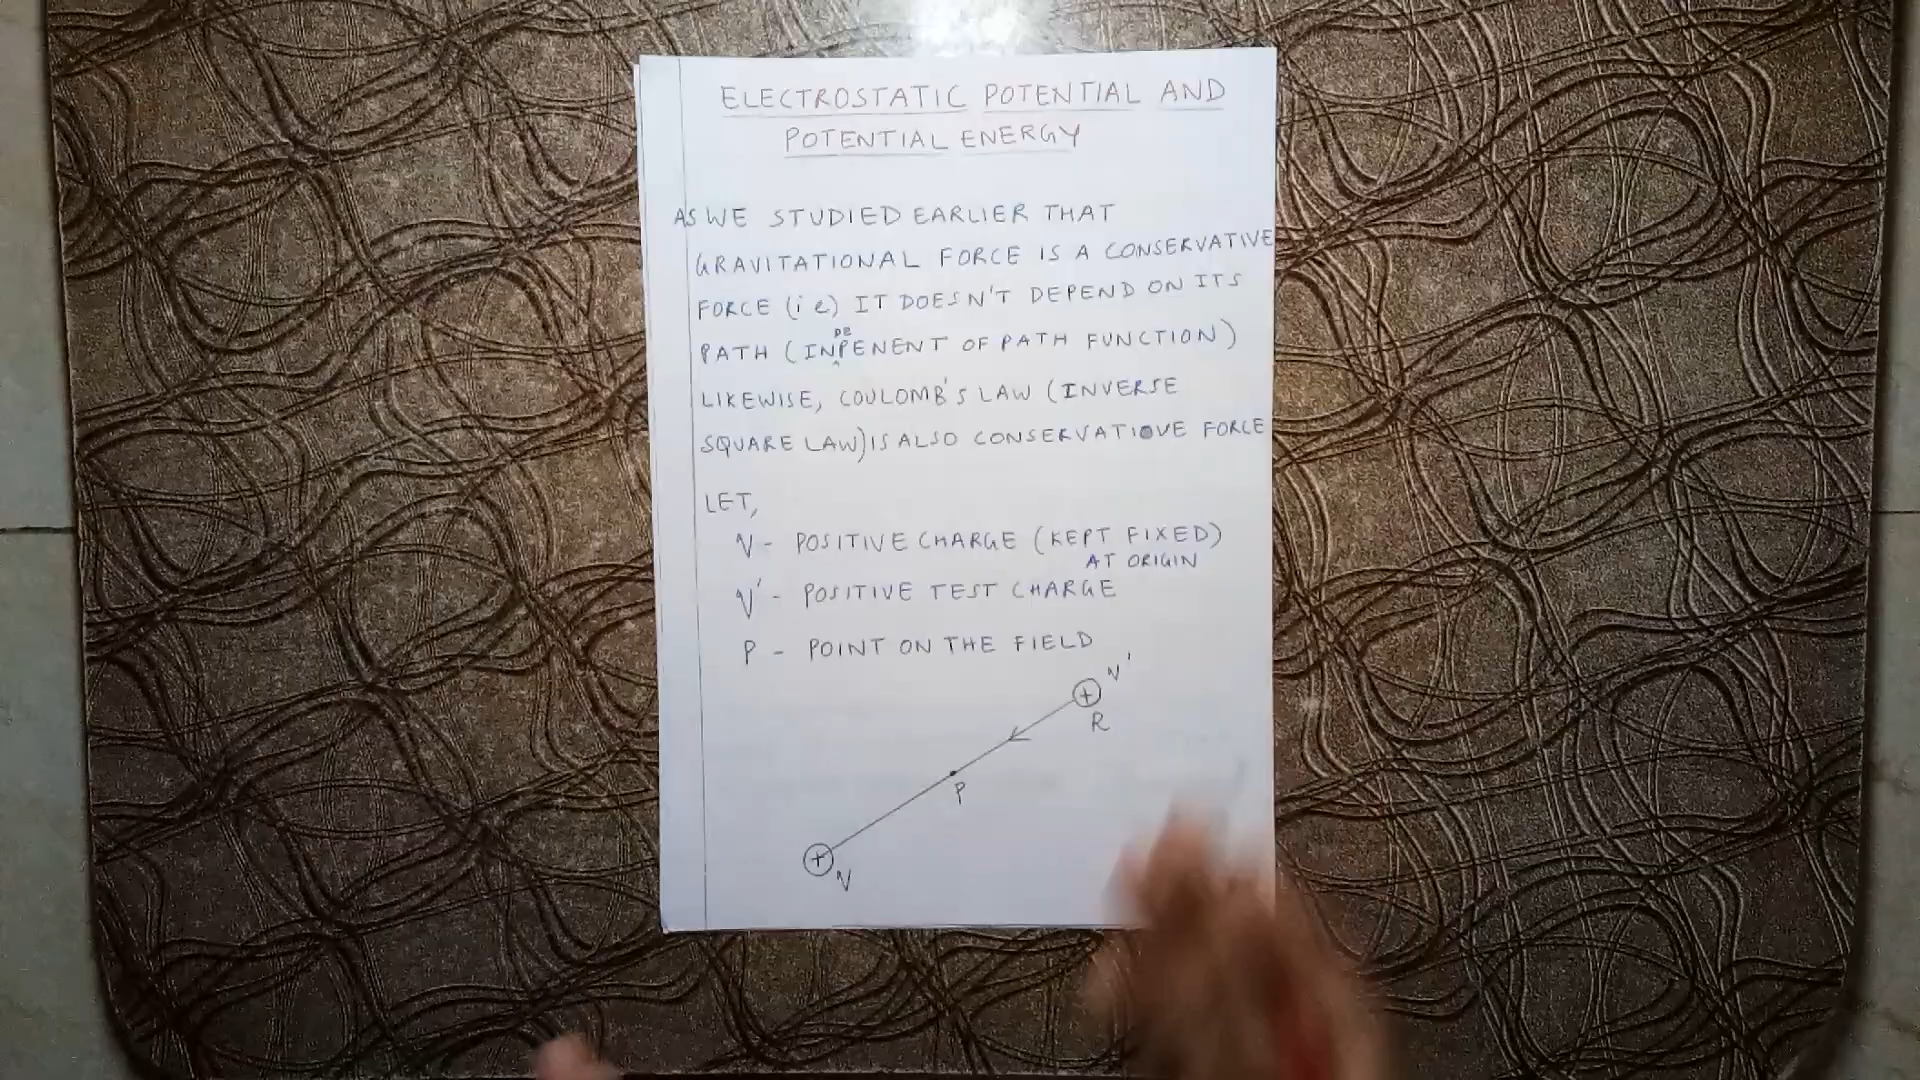 ELECTROSTATIC POTENTIAL AND
POTENTIAL ENERGY
AS WE STUDIED EARLIER THAT
GRAVITATIONAL FORCE IS A CONSERVATIVE
FORCE (i e) IT DOESN'T DEPEND ON ITS
PATH (INDEPENENT OF PATH FUNCTION)
LIKEWISE, COULOMB'S LAW (INVERSE
SQUARE LAW) IS ALSO CONSERVATIOVE FORCE
LET,
q - POSITIVE CHARGE (KEPT FIXED)
AT ORIGIN
q' - POSITIVE TEST CHARGE
P - POINT ON THE FIELD
+ q'
R
P
+ q